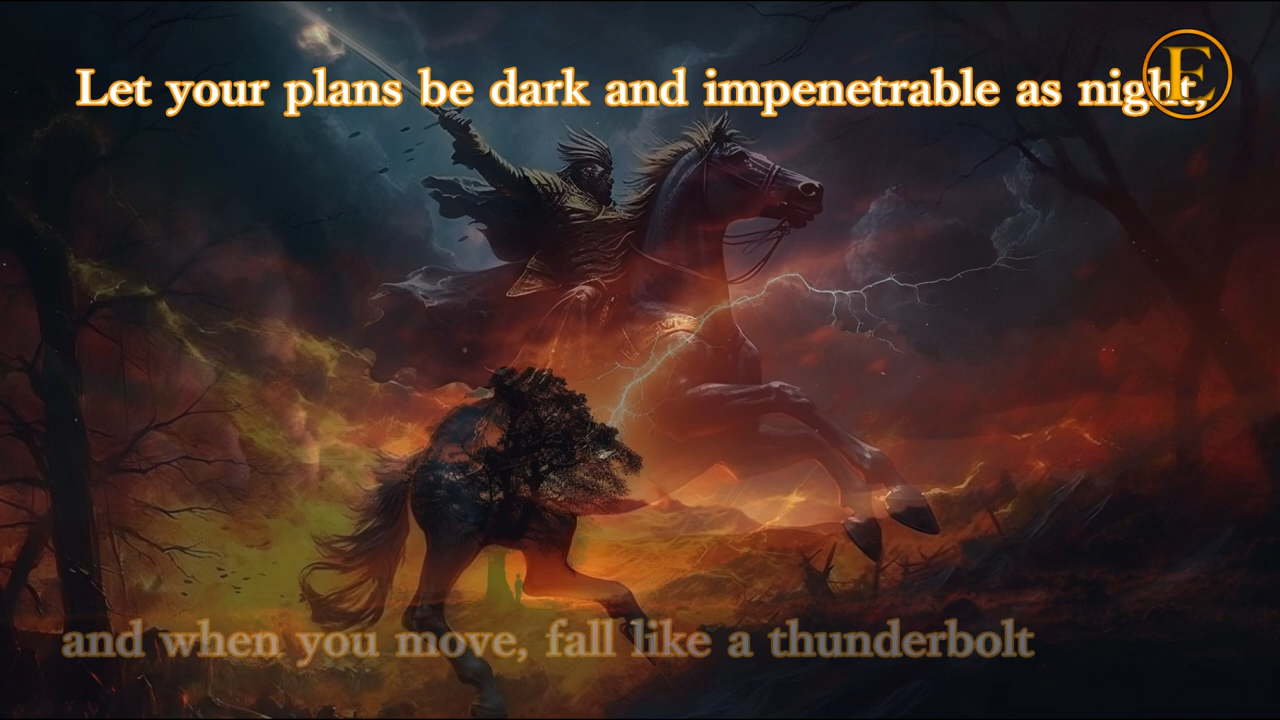 Let your plans be dark and impenetrable as night,
E
and when you move, fall like a thunderbolt